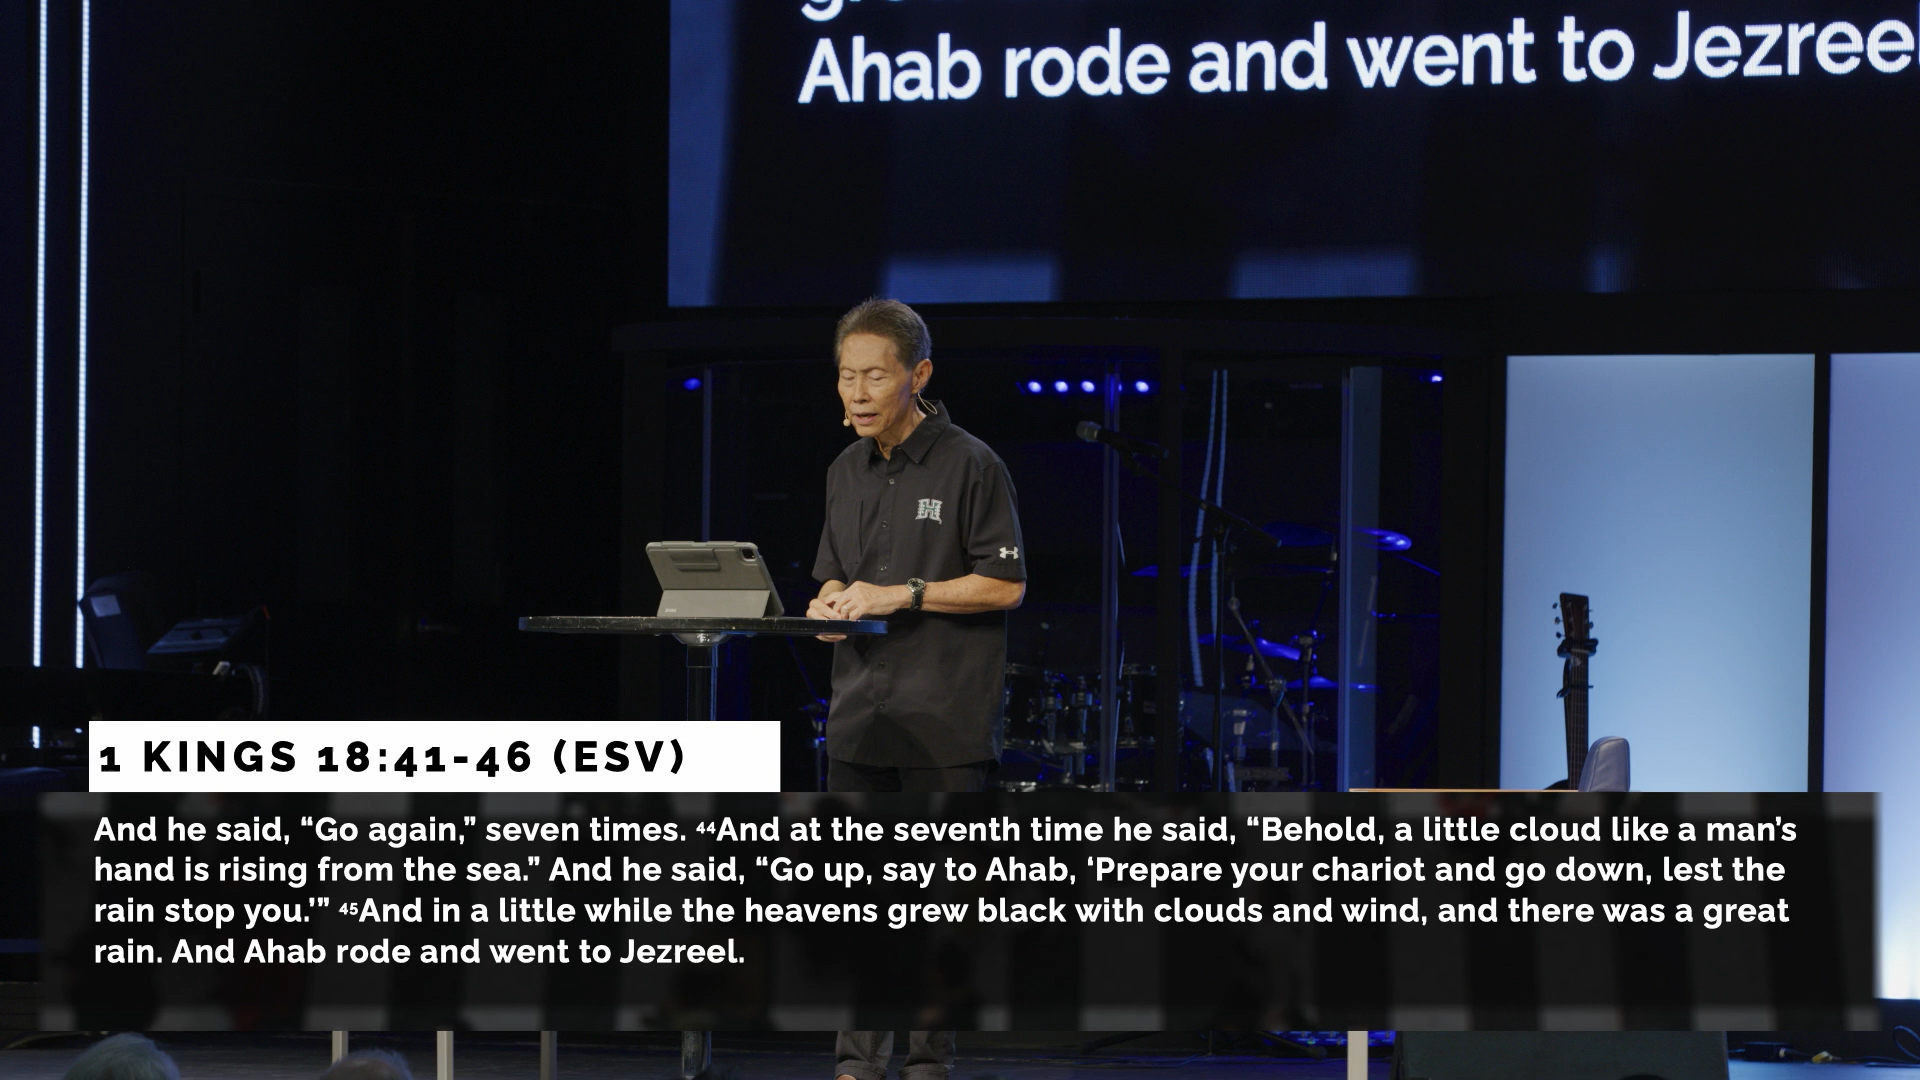 Ahab rode and went to Jezreel
H
1 KINGS 18:41-46 (ESV)
And he said, “Go again,” seven times. ⁴⁴And at the seventh time he said, “Behold, a little cloud like a man’s
hand is rising from the sea.” And he said, “Go up, say to Ahab, ‘Prepare your chariot and go down, lest the
rain stop you.’” ⁴⁵And in a little while the heavens grew black with clouds and wind, and there was a great
rain. And Ahab rode and went to Jezreel.